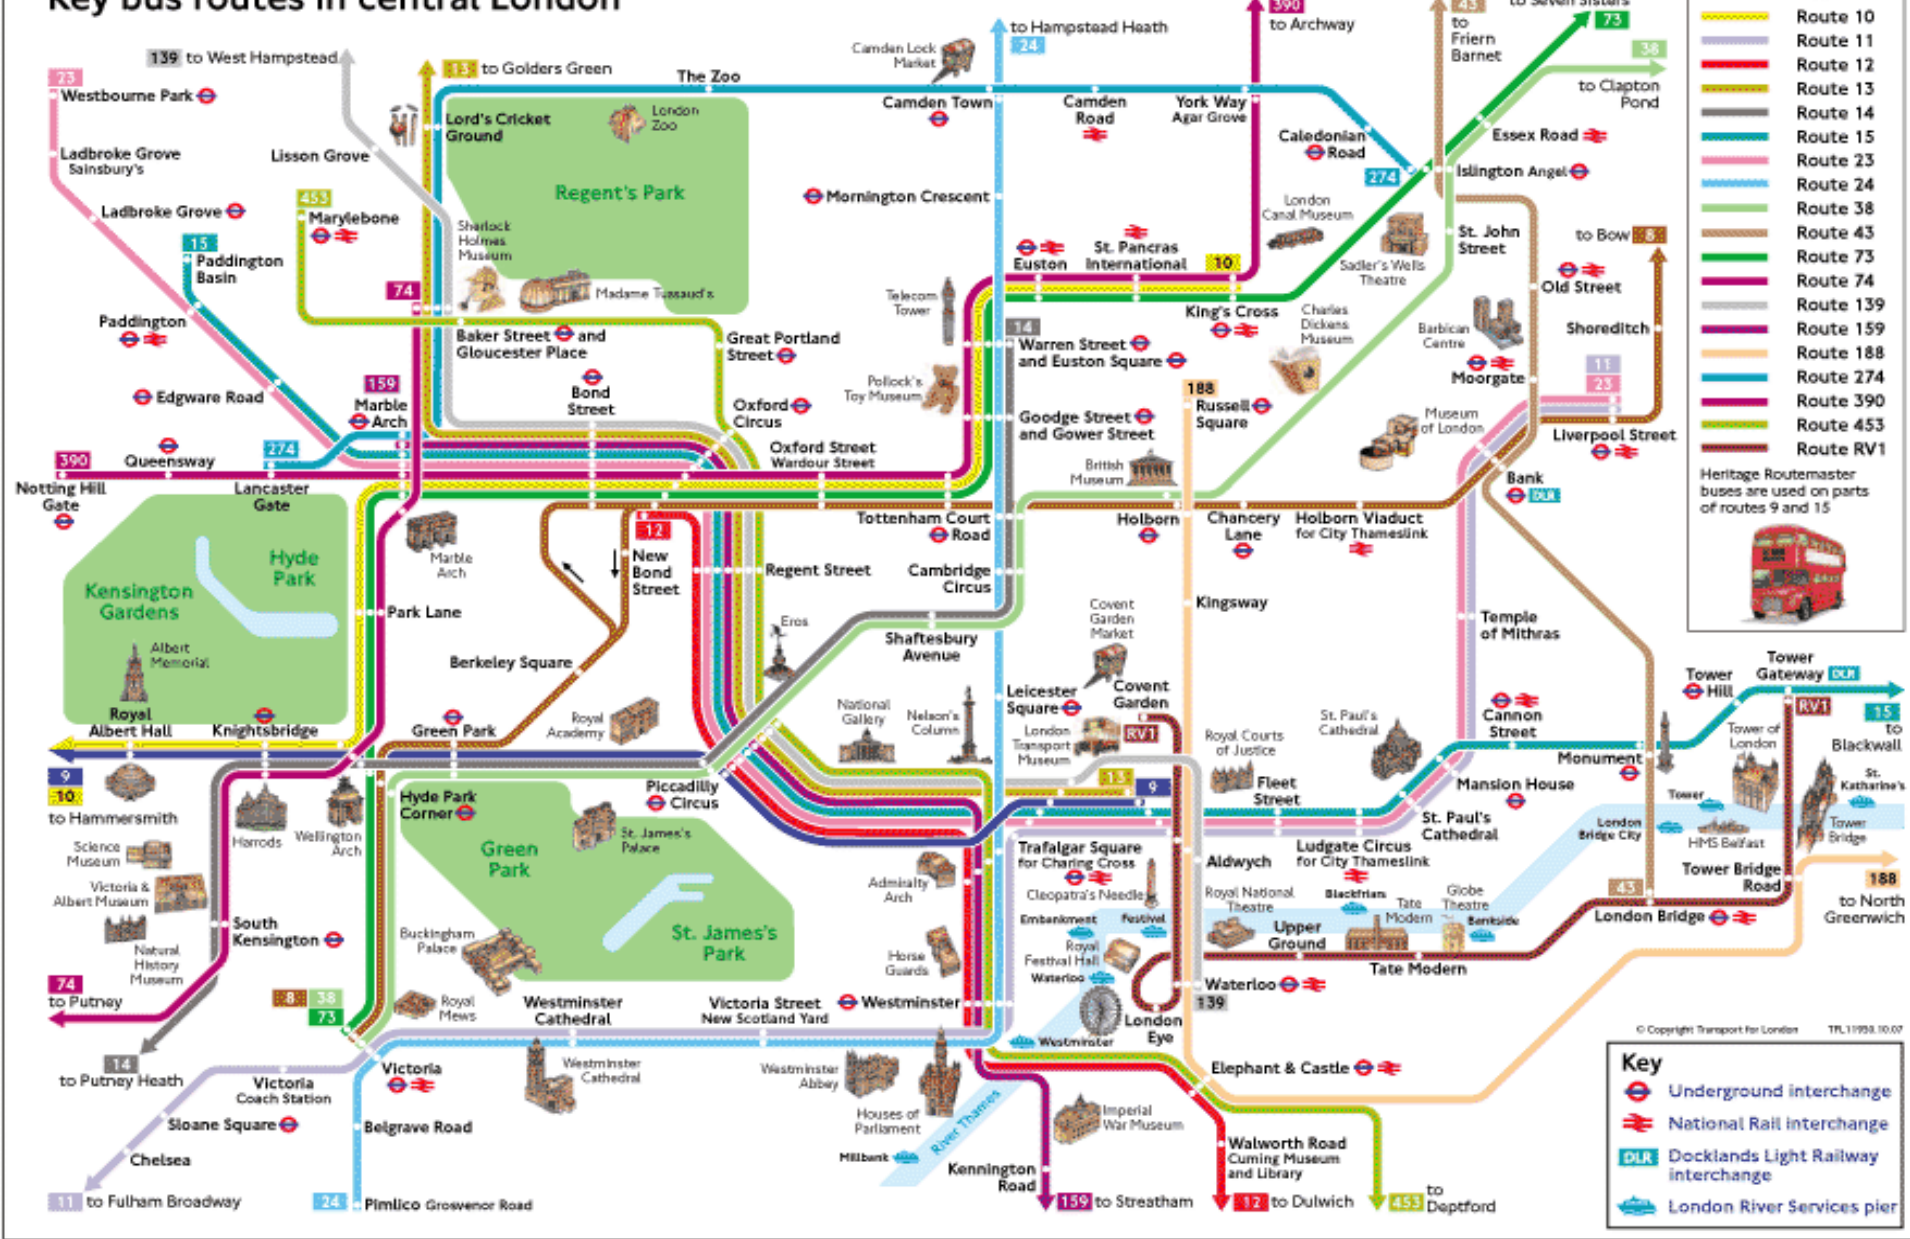 Key bus routes in central London
390
to Archway
43
to
Friern
Barnet
to Seven Sisters
73
38
to Clapton
Pond
139 to West Hampstead
13 to Golders Green
to Hampstead Heath
24
23
Westbourne Park
Ladbroke Grove
Sainsbury's
Ladbroke Grove
15
Paddington
Basin
Paddington
Edgware Road
Queensway
390
Notting Hill
Gate
274
Lancaster
Gate
453
Marylebone
Lisson Grove
Lord's Cricket
Ground
The Zoo
London
Zoo
Regent's Park
Sherlock
Holmes
Museum
Madame Tussaud's
74
Baker Street and
Gloucester Place
Great Portland
Street
159
Marble
Arch
Bond
Street
Oxford
Circus
Oxford Street
Wardour Street
Camden Lock
Market
Camden Town
Camden
Road
York Way
Agar Grove
Caledonian
Road
274
Mornington Crescent
Euston
St. Pancras
International
10
King's Cross
London
Canal Museum
Sadler's Wells
Theatre
Essex Road
Islington Angel
St. John
Street
to Bow 8
Old Street
Shoreditch
Barbican
Centre
Moorgate
11
23
Liverpool Street
Museum
of London
Bank
DLR
Telecom
Tower
14
Warren Street
and Euston Square
Pollock's
Toy Museum
Goodge Street
and Gower Street
Charles
Dickens
Museum
188
Russell
Square
British
Museum
Tottenham Court
Road
Holborn
Chancery
Lane
Holborn Viaduct
for City Thameslink
Cambridge
Circus
Kingsway
Temple
of Mithras
Hyde
Park
Kensington
Gardens
Albert
Memorial
Marble
Arch
Park Lane
12
New
Bond
Street
Regent Street
Berkeley Square
Eros
Shaftesbury
Avenue
Royal
Albert Hall
Knightsbridge
Green Park
Royal
Academy
National
Gallery
Nelson's
Column
Leicester
Square
Covent
Garden
Market
Covent
Garden
London
Transport
Museum
RV1
Royal Courts
of Justice
St. Paul's
Cathedral
Cannon
Street
Tower
Hill
Tower
Gateway DLR
RV1
15
to
Blackwall
Monument
Tower of
London
St.
Katharine's
9
10
to Hammersmith
Harrods
Wellington
Arch
Hyde Park
Corner
Piccadilly
Circus
St. James's
Palace
13
9
Fleet
Street
Mansion House
St. Paul's
Cathedral
Tower
London
Bridge City
HMS Belfast
Tower
Bridge
Science
Museum
Victoria &
Albert Museum
Natural
History
Museum
South
Kensington
Green
Park
St. James's
Park
Buckingham
Palace
Admiralty
Arch
Horse
Guards
Trafalgar Square
for Charing Cross
Cleopatra's Needle
Aldwych
Ludgate Circus
for City Thameslink
Embankment
Festival
Royal National
Theatre
Blackfriars
Tate
Modern
Globe
Theatre
Bankside
Upper
Ground
Tate Modern
43
London Bridge
Tower Bridge
Road
188
to North
Greenwich
Royal
Festival Hall
Waterloo
Waterloo
139
London
Eye
74
to Putney
14
to Putney Heath
8 38
73
Royal
Mews
Westminster
Cathedral
Victoria Street
New Scotland Yard
Westminster
Westminster
Victoria
Victoria
Coach Station
Sloane Square
Chelsea
11 to Fulham Broadway
Belgrave Road
24 Pimlico Grosvenor Road
Westminster
Cathedral
Westminster
Abbey
Houses of
Parliament
Millbank
River Thames
Imperial
War Museum
Elephant & Castle
Kennington
Road
159 to Streatham
Walworth Road
Cuming Museum
and Library
12 to Dulwich
453 to
Deptford
Route 10
Route 11
Route 12
Route 13
Route 14
Route 15
Route 23
Route 24
Route 38
Route 43
Route 73
Route 74
Route 139
Route 159
Route 188
Route 274
Route 390
Route 453
Route RV1
Heritage Routemaster
buses are used on parts
of routes 9 and 15
© Copyright Transport for London TFL11950.10.07
Key
Underground interchange
National Rail interchange
DLR Docklands Light Railway
interchange
London River Services pier